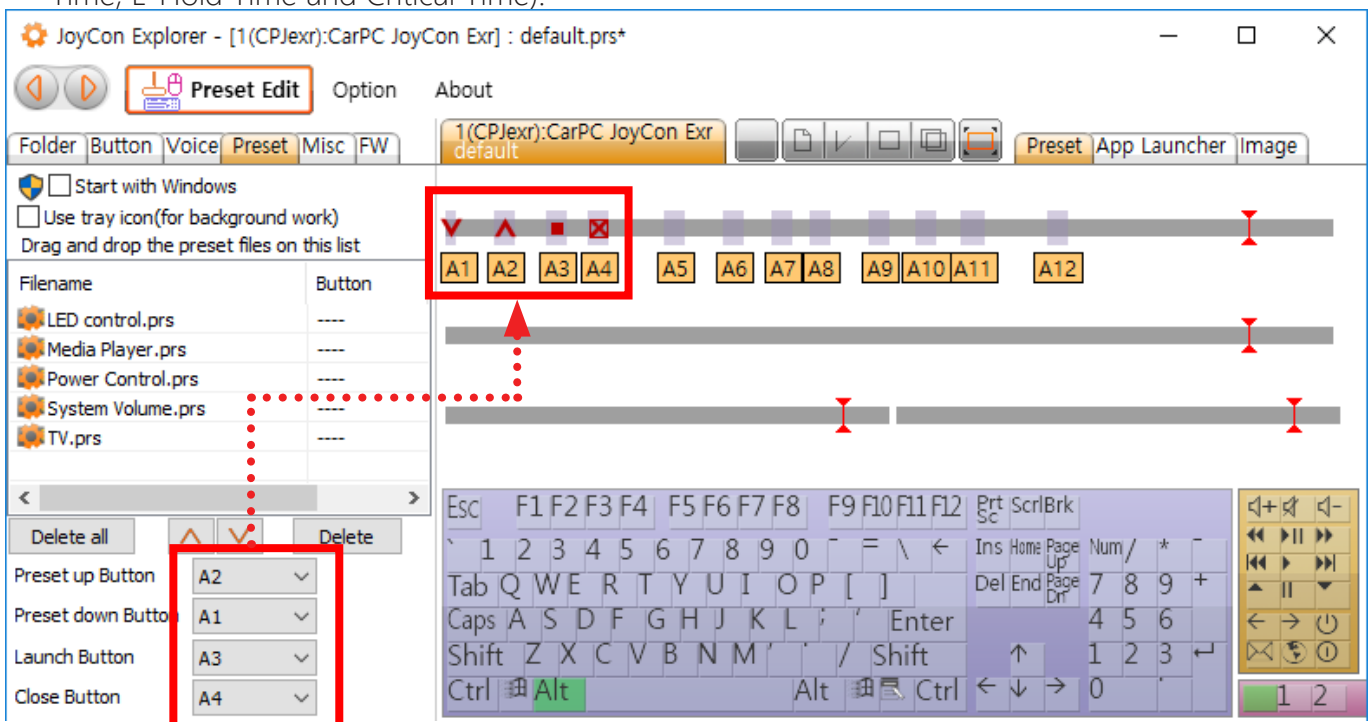 Time, L-Hold Time and Critical Time).
JoyCon Explorer - [1(CPJexr):CarPC JoyCon Exr] : default.prs*
Preset Edit Option About
Folder Button Voice Preset Misc FW
1(CPJexr):CarPC JoyCon Exr
default
Preset App Launcher Image
Start with Windows
Use tray icon(for background work)
Drag and drop the preset files on this list
Filename Button
LED control.prs ----
Media Player.prs ----
Power Control.prs ----
System Volume.prs ----
TV.prs ----
Delete all Delete
Preset up Button A2
Preset down Button A1
Launch Button A3
Close Button A4
A1 A2 A3 A4 A5 A6 A7 A8 A9 A10 A11 A12
Esc F1 F2 F3 F4 F5 F6 F7 F8 F9 F10 F11 F12 Prt Sc Scrl Brk
` 1 2 3 4 5 6 7 8 9 0 - = \ ← Ins Home Page Up Num / * -
Tab Q W E R T Y U I O P [ ] Del End Page Dn 7 8 9 +
Caps A S D F G H J K L ; ' Enter 4 5 6
Shift Z X C V B N M / Shift ↑ 1 2 3 ↵
Ctrl Alt Alt Ctrl ← ↓ → 0
1 2